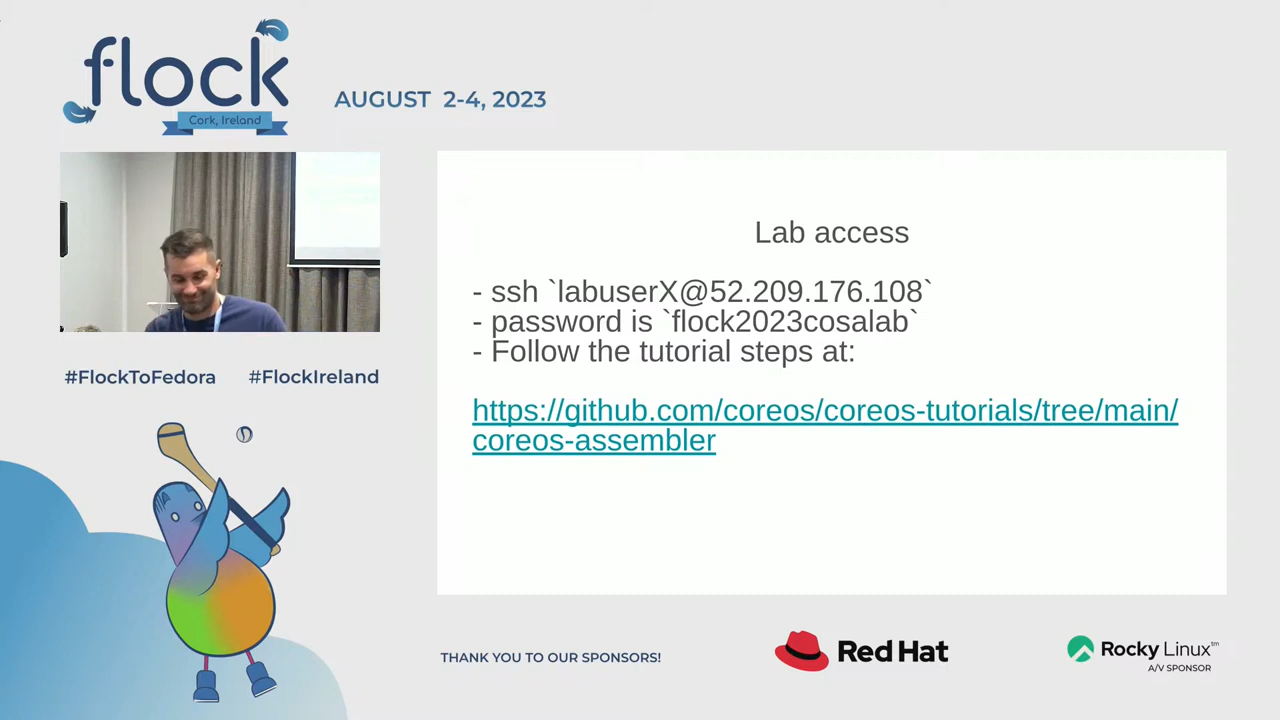 flock
Cork, Ireland
AUGUST 2-4, 2023
Lab access
- ssh `labuserX@52.209.176.108`
- password is `flock2023cosalab`
- Follow the tutorial steps at:
https://github.com/coreos/coreos-tutorials/tree/main/
coreos-assembler
#FlockToFedora #FlockIreland
THANK YOU TO OUR SPONSORS!
Red Hat
Rocky Linux™
A/V SPONSOR